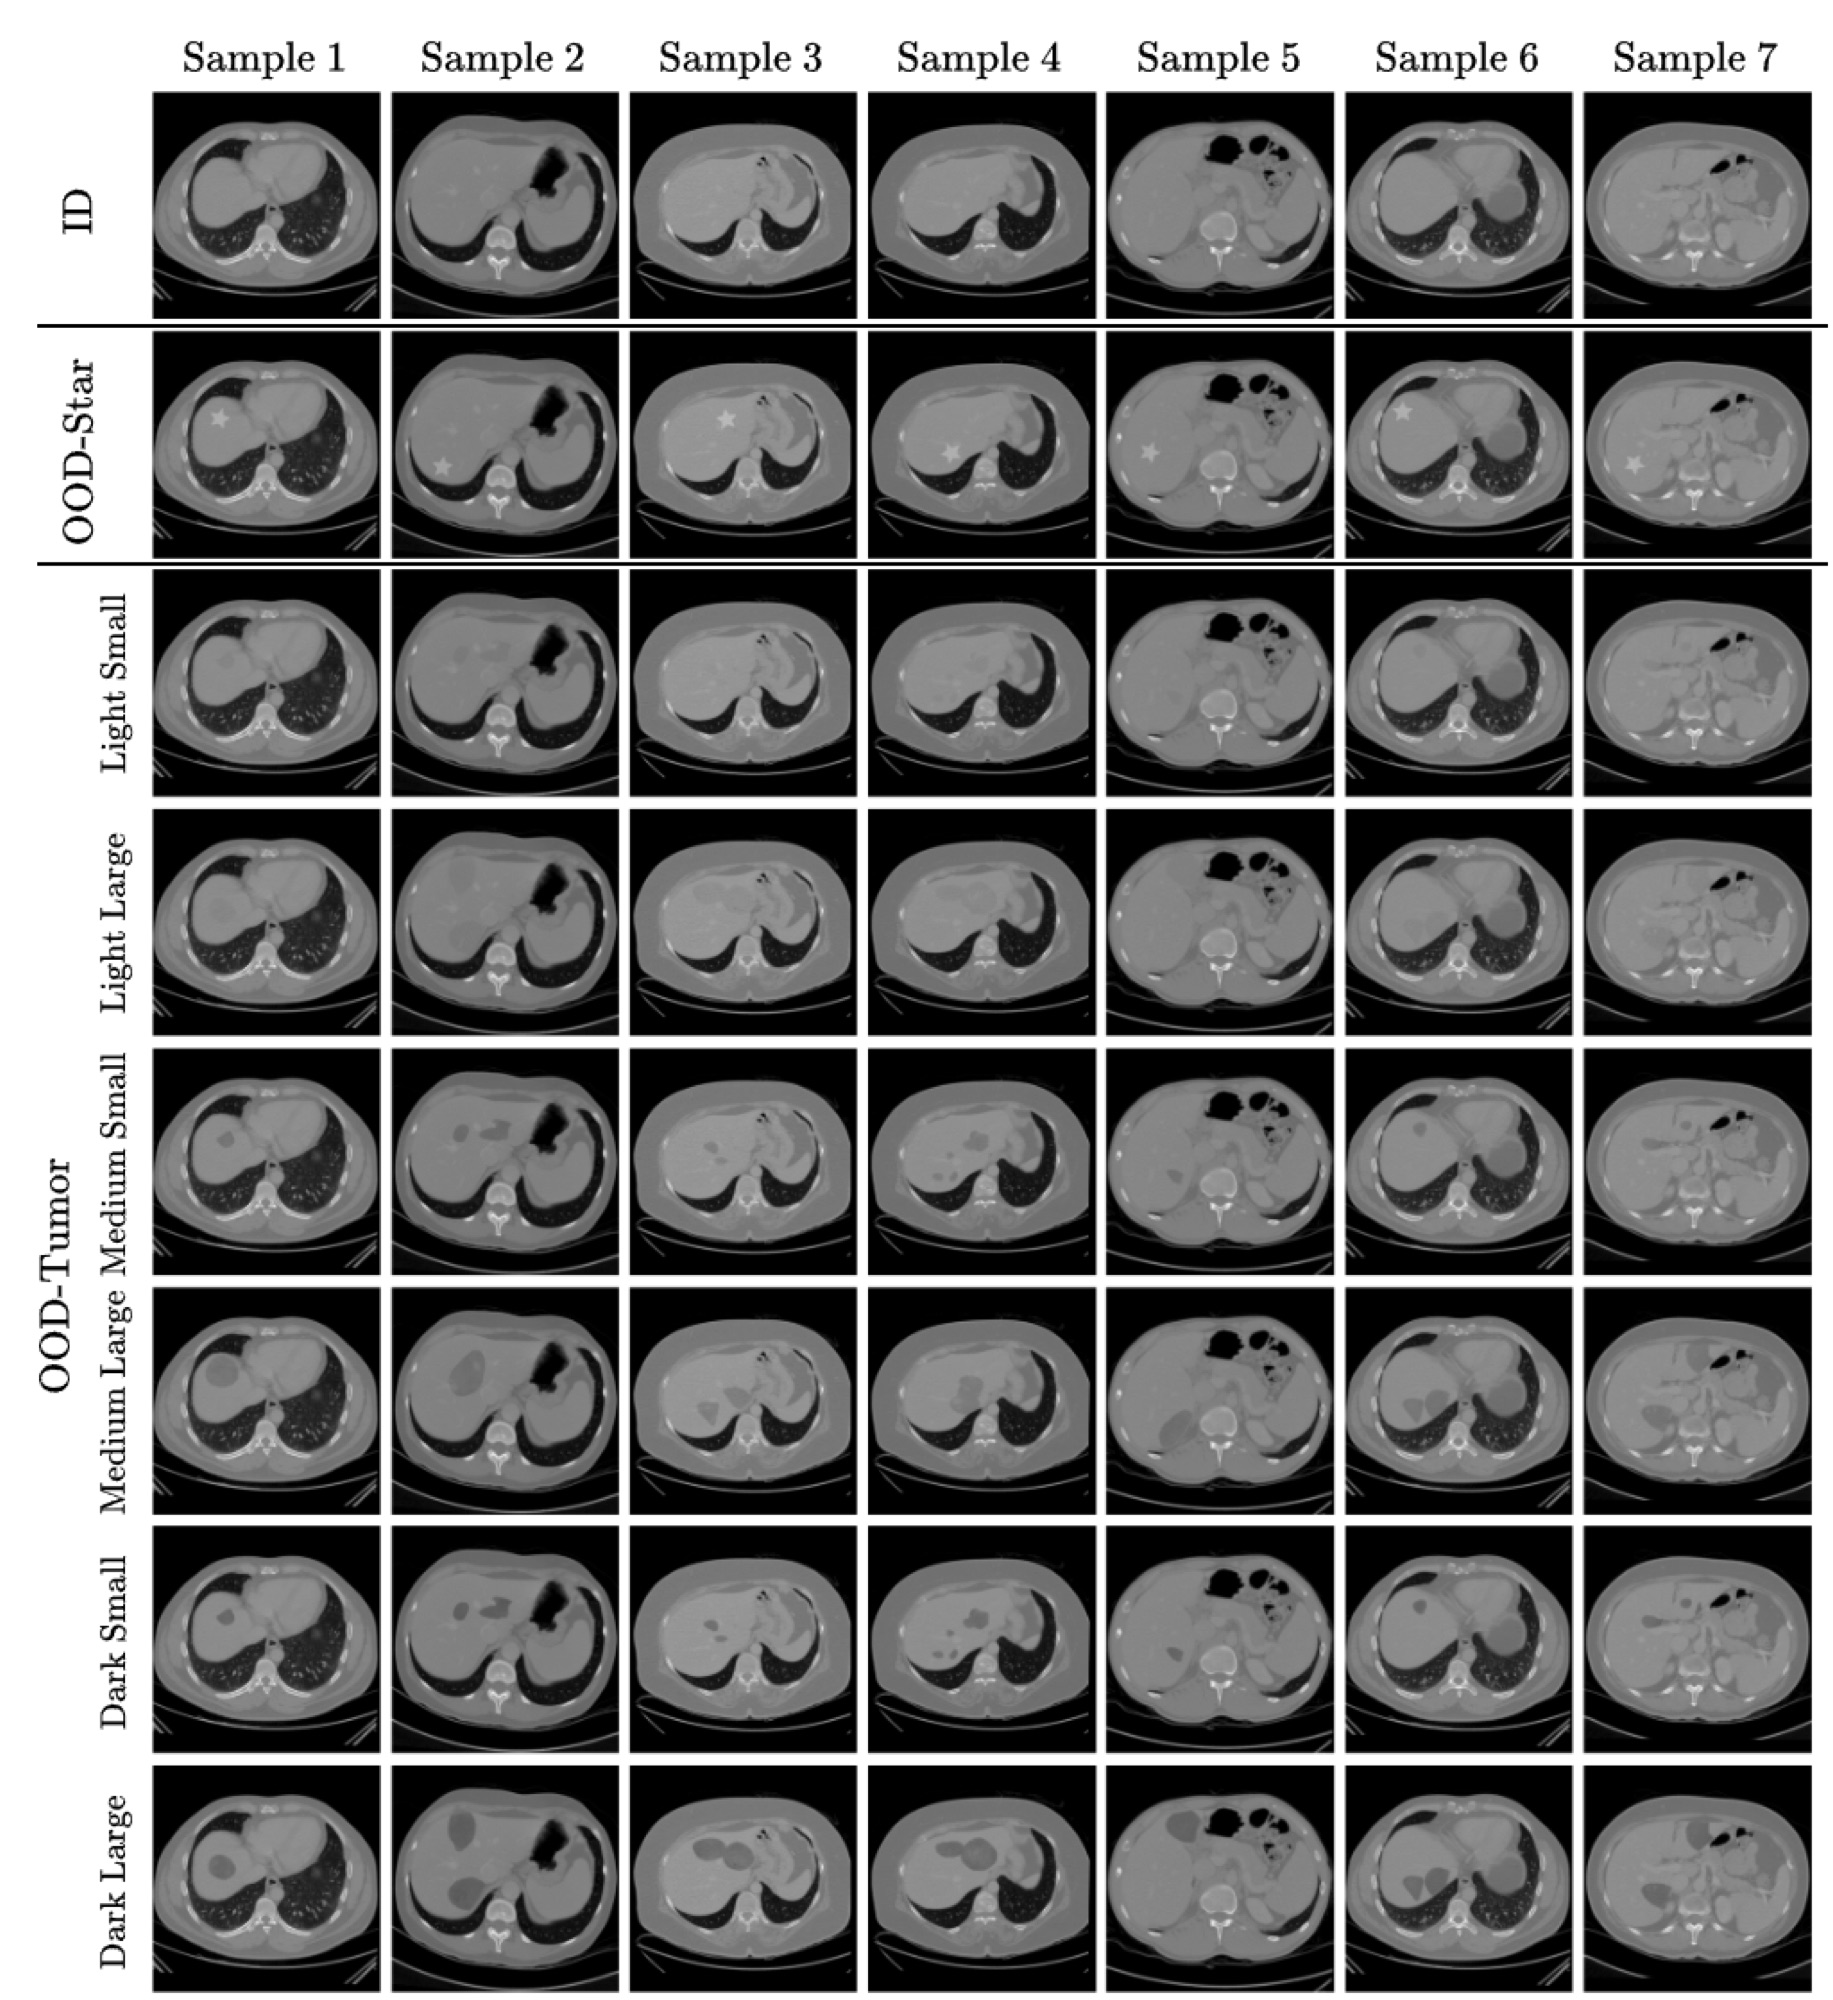 Sample 1 Sample 2 Sample 3 Sample 4 Sample 5 Sample 6 Sample 7
ID
OOD-Star
OOD-Tumor
Light Small
Light Large
Medium Small
Medium Large
Dark Small
Dark Large